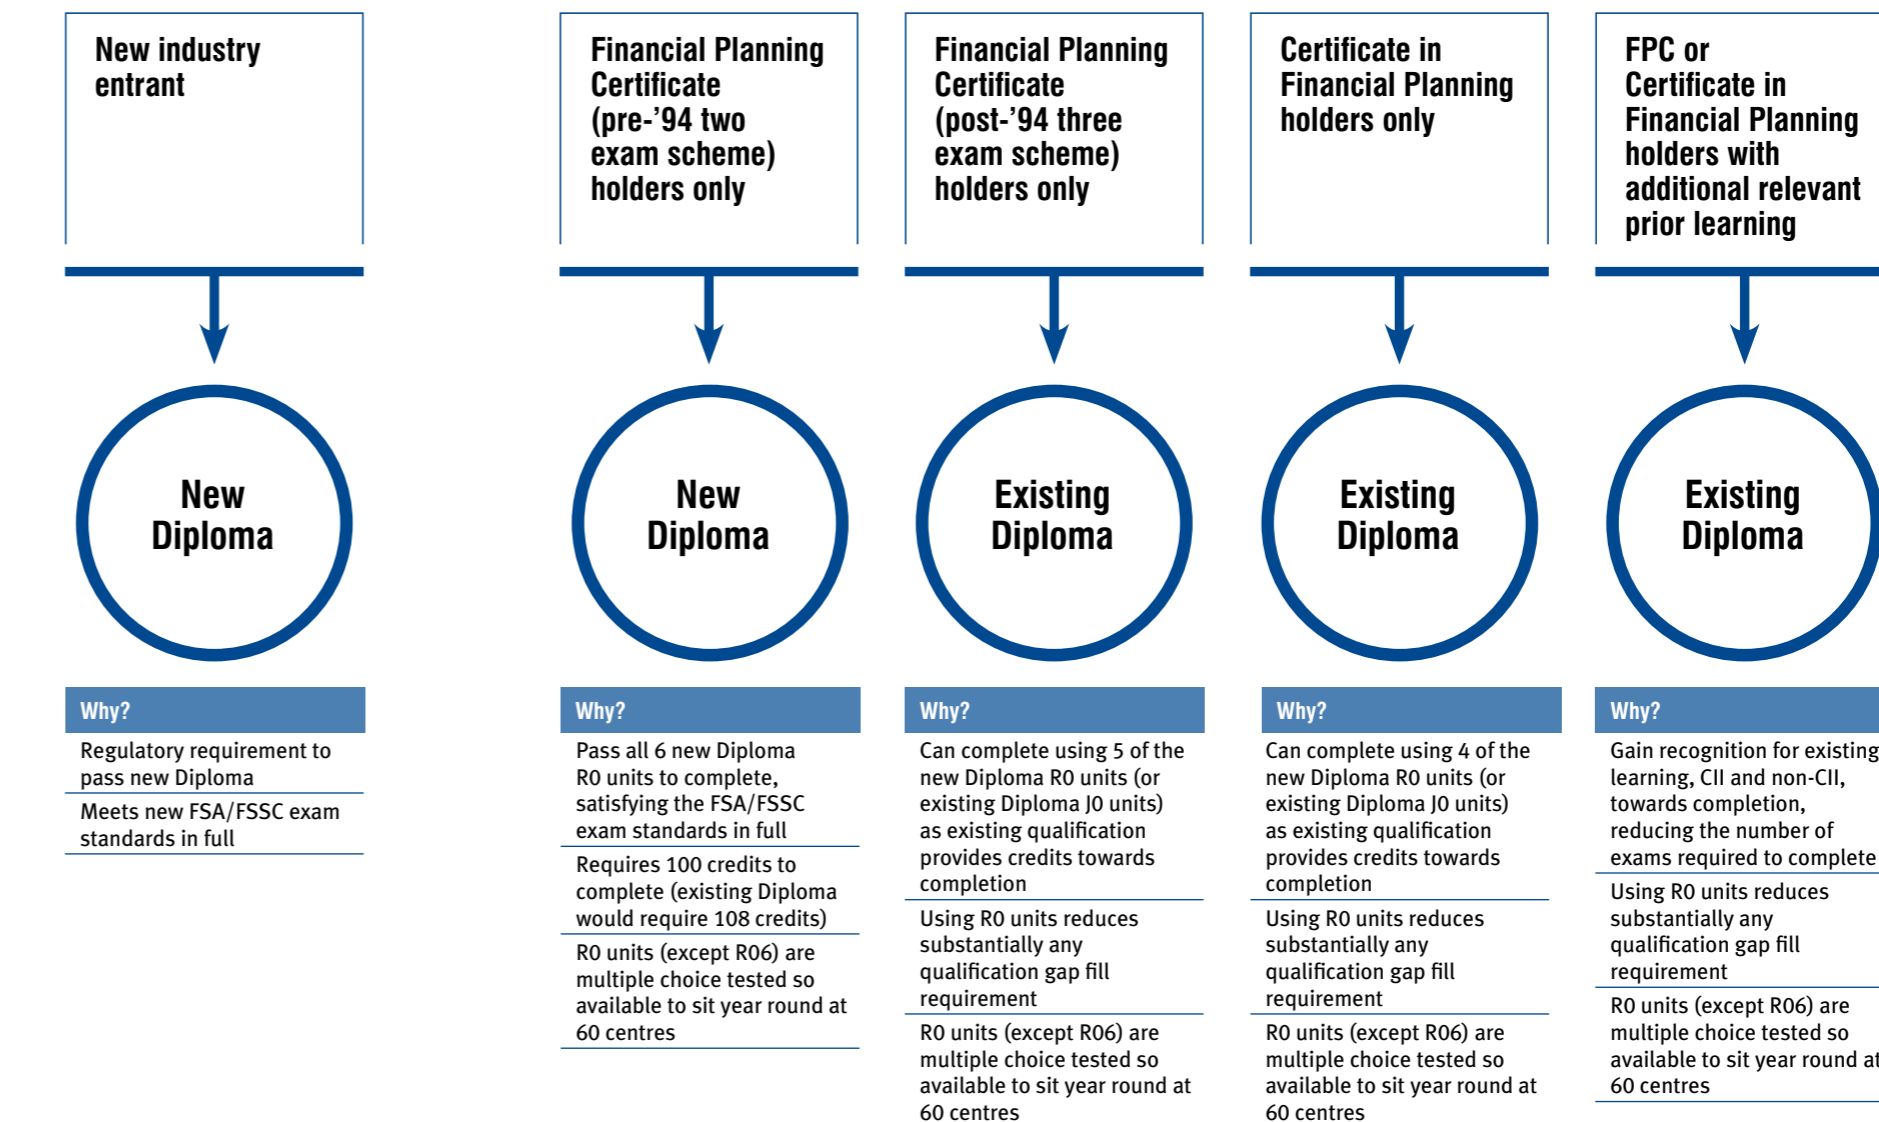 New industry
entrant
New
Diploma
Why?
Regulatory requirement to
pass new Diploma
Meets new FSA/FSSC exam
standards in full
Financial Planning
Certificate
(pre-’94 two
exam scheme)
holders only
New
Diploma
Why?
Pass all 6 new Diploma
R0 units to complete,
satisfying the FSA/FSSC
exam standards in full
Requires 100 credits to
complete (existing Diploma
would require 108 credits)
R0 units (except R06) are
multiple choice tested so
available to sit year round at
60 centres
Financial Planning
Certificate
(post-’94 three
exam scheme)
holders only
Existing
Diploma
Why?
Can complete using 5 of the
new Diploma R0 units (or
existing Diploma J0 units)
as existing qualification
provides credits towards
completion
Using R0 units reduces
substantially any
qualification gap fill
requirement
R0 units (except R06) are
multiple choice tested so
available to sit year round at
60 centres
Certificate in
Financial Planning
holders only
Existing
Diploma
Why?
Can complete using 4 of the
new Diploma R0 units (or
existing Diploma J0 units)
as existing qualification
provides credits towards
completion
Using R0 units reduces
substantially any
qualification gap fill
requirement
R0 units (except R06) are
multiple choice tested so
available to sit year round at
60 centres
FPC or
Certificate in
Financial Planning
holders with
additional relevant
prior learning
Existing
Diploma
Why?
Gain recognition for existing
learning, CII and non-CII,
towards completion,
reducing the number of
exams required to complete
Using R0 units reduces
substantially any
qualification gap fill
requirement
R0 units (except R06) are
multiple choice tested so
available to sit year round at
60 centres